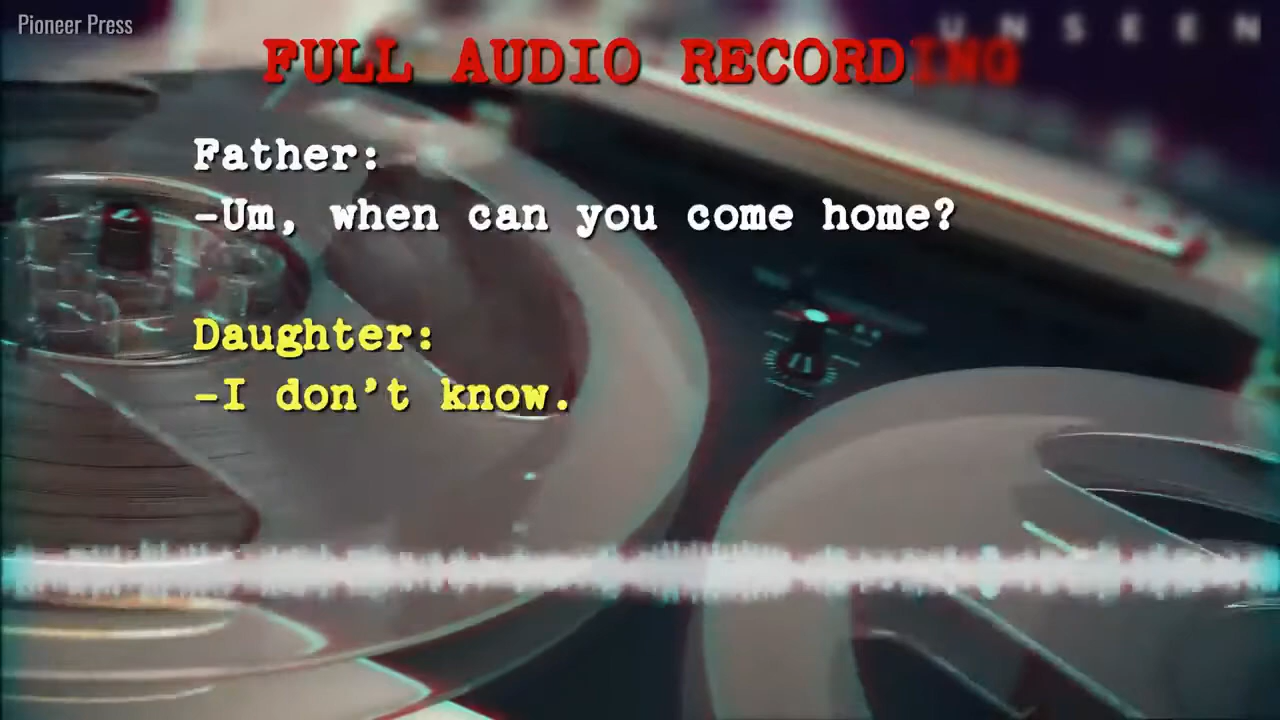 Pioneer Press
UNSEEN
FULL AUDIO RECORDING
Father:
-Um, when can you come home?
Daughter:
-I don't know.